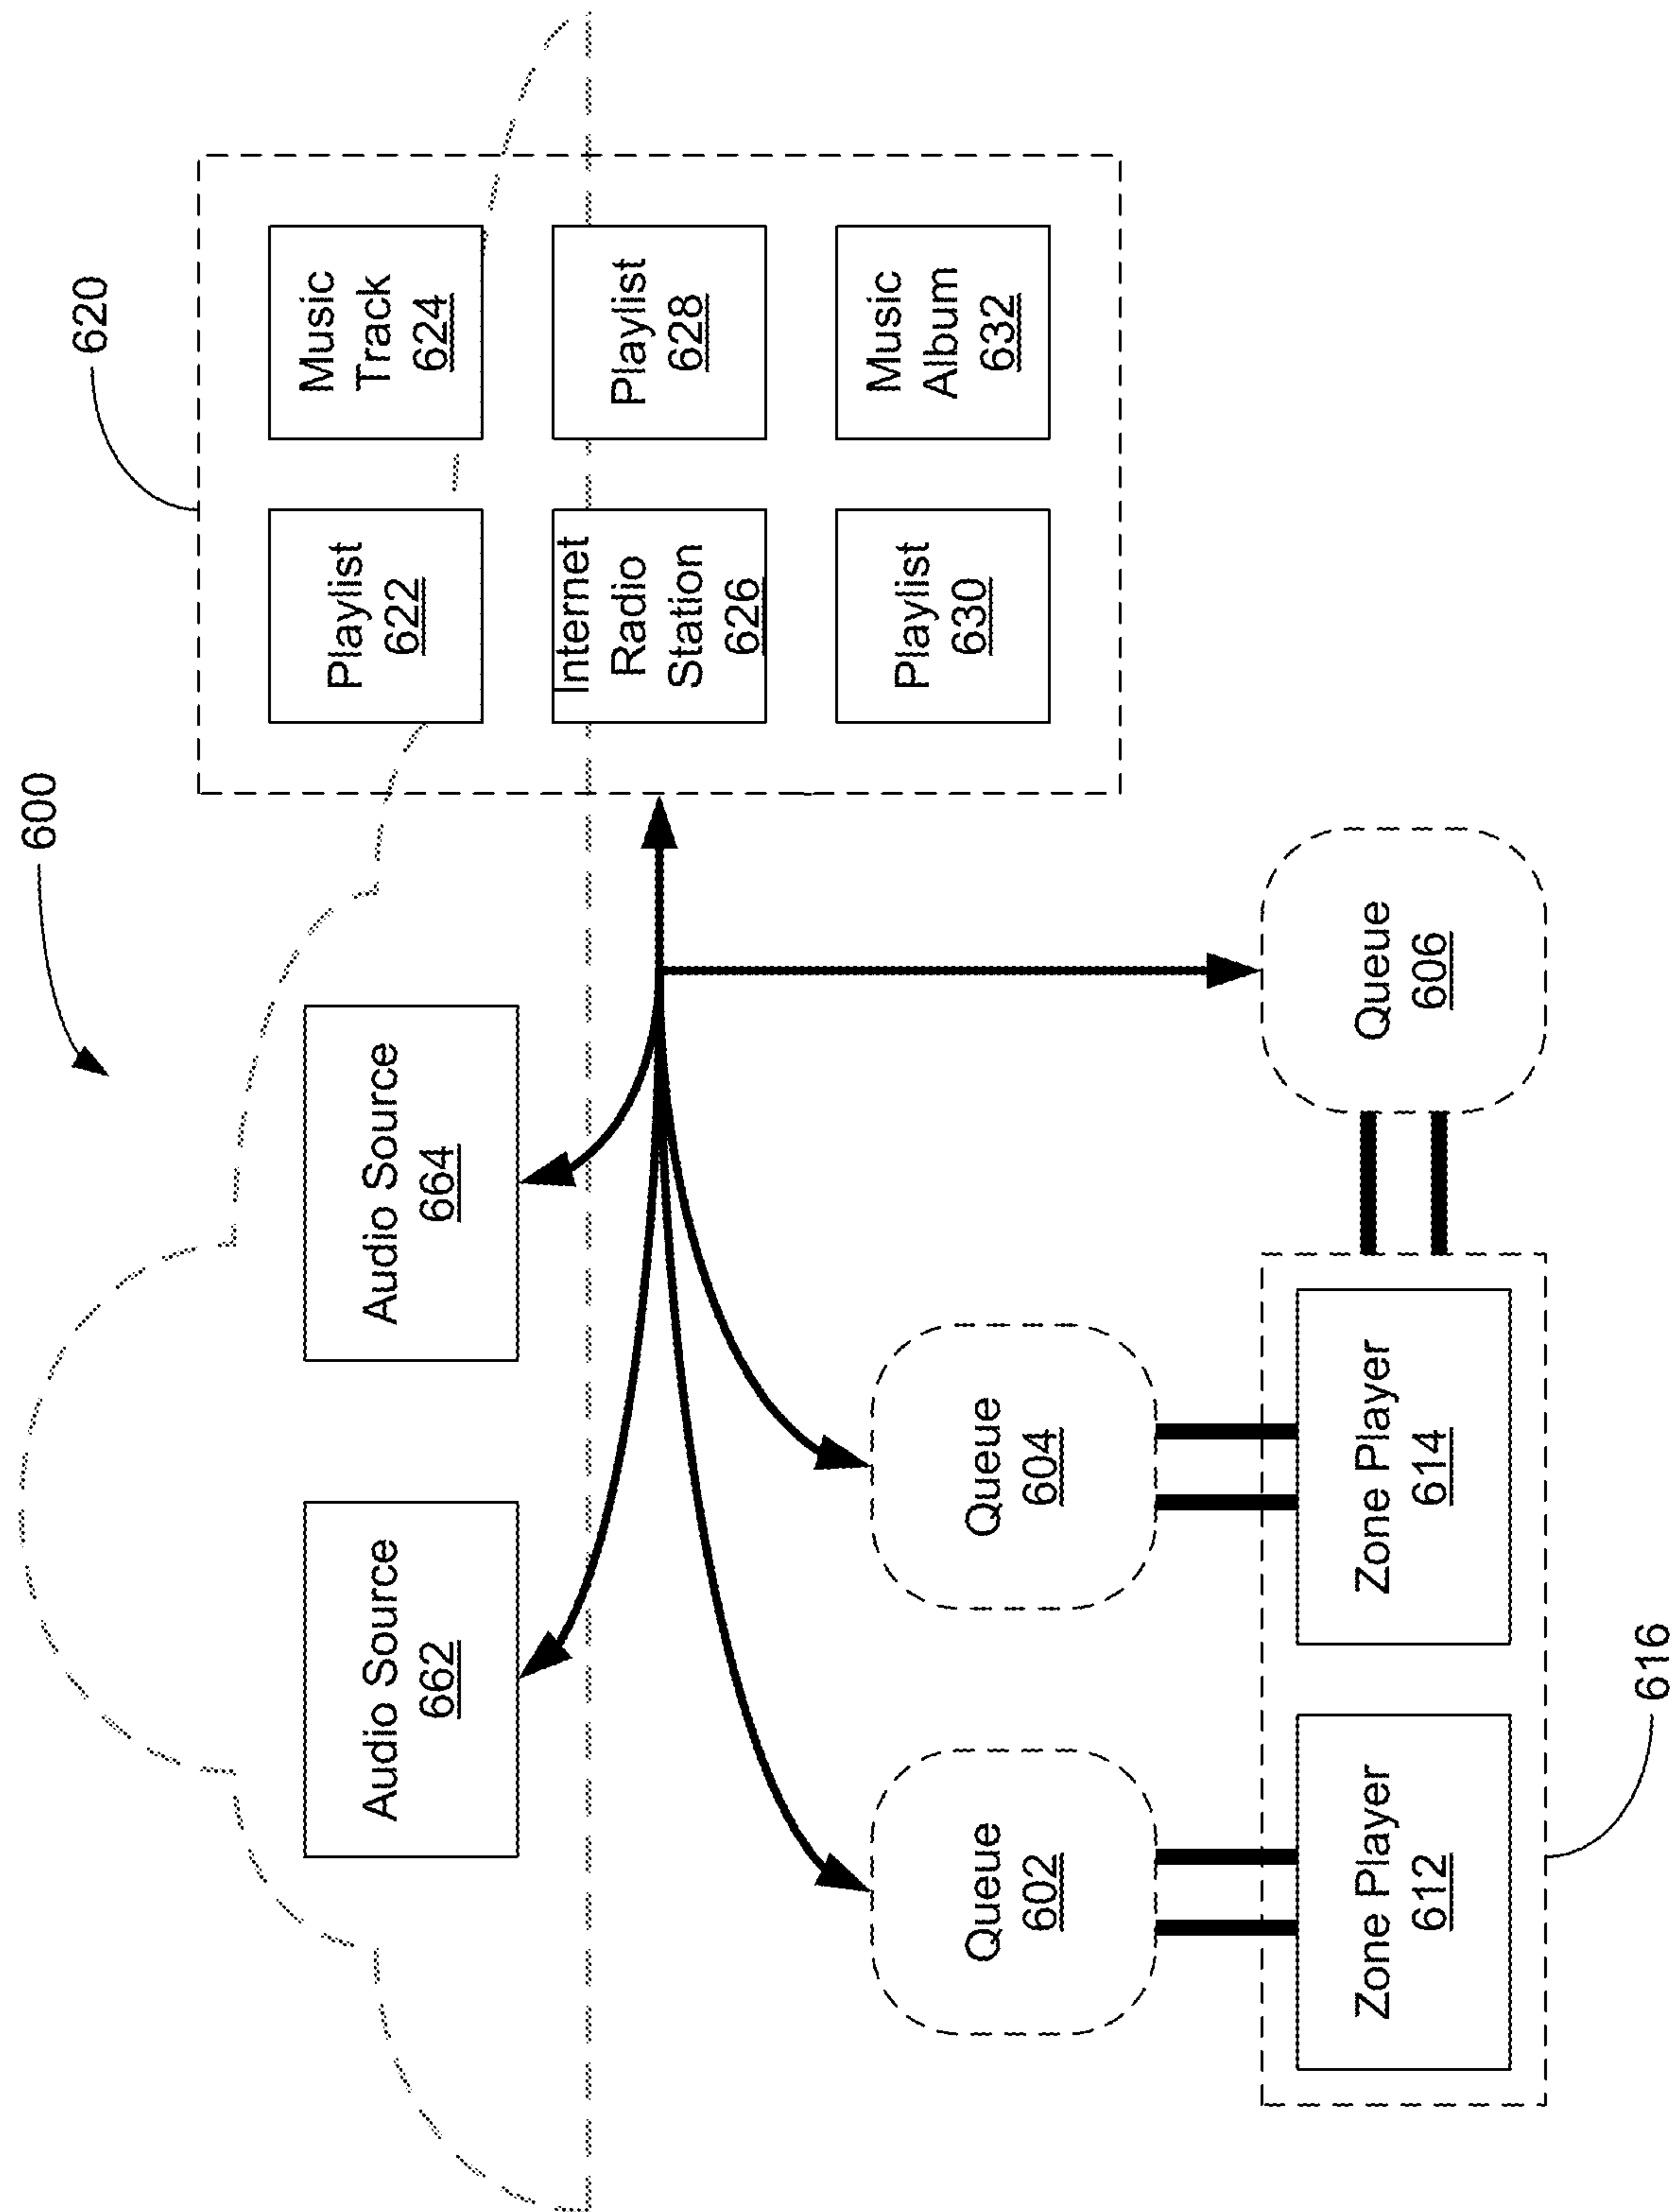 600
620
Audio Source
662
Audio Source
664
Playlist
622
Music
Track
624
Internet
Radio
Station
626
Playlist
628
Playlist
630
Music
Album
632
Queue
602
Queue
604
Queue
606
Zone Player
612
Zone Player
614
616